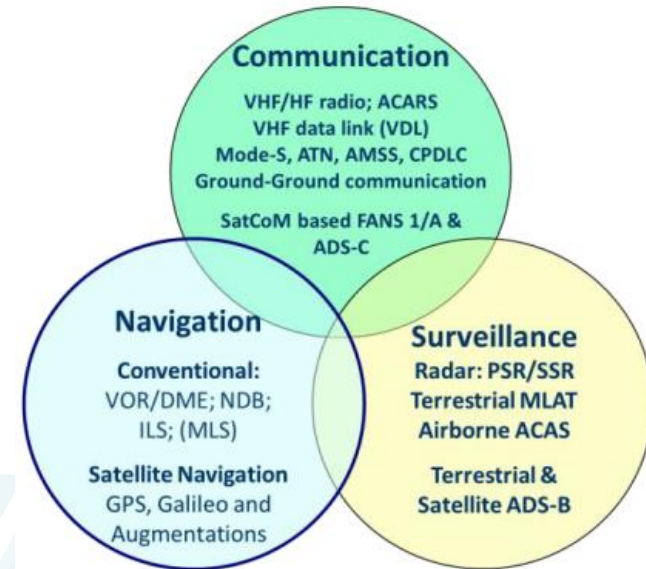 Communication
VHF/HF radio; ACARS
VHF data link (VDL)
Mode-S, ATN, AMSS, CPDLC
Ground-Ground communication
SatCoM based FANS 1/A &
ADS-C
Navigation
Conventional:
VOR/DME; NDB;
ILS; (MLS)
Satellite Navigation
GPS, Galileo and
Augmentations
Surveillance
Radar: PSR/SSR
Terrestrial MLAT
Airborne ACAS
Terrestrial &
Satellite ADS-B